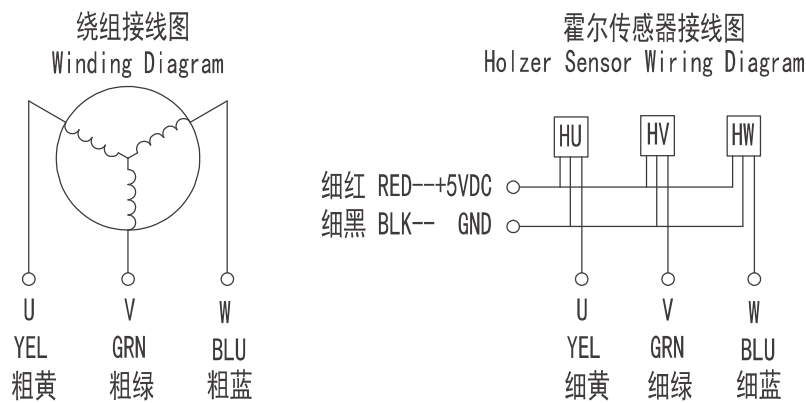 绕组接线图
Winding Diagram
U
V
W
YEL
GRN
BLU
粗黄
粗绿
粗蓝
霍尔传感器接线图
Holzer Sensor Wiring Diagram
HU
HV
HW
细红 RED--+5VDC
细黑 BLK-- GND
U
V
W
YEL
GRN
BLU
细黄
细绿
细蓝